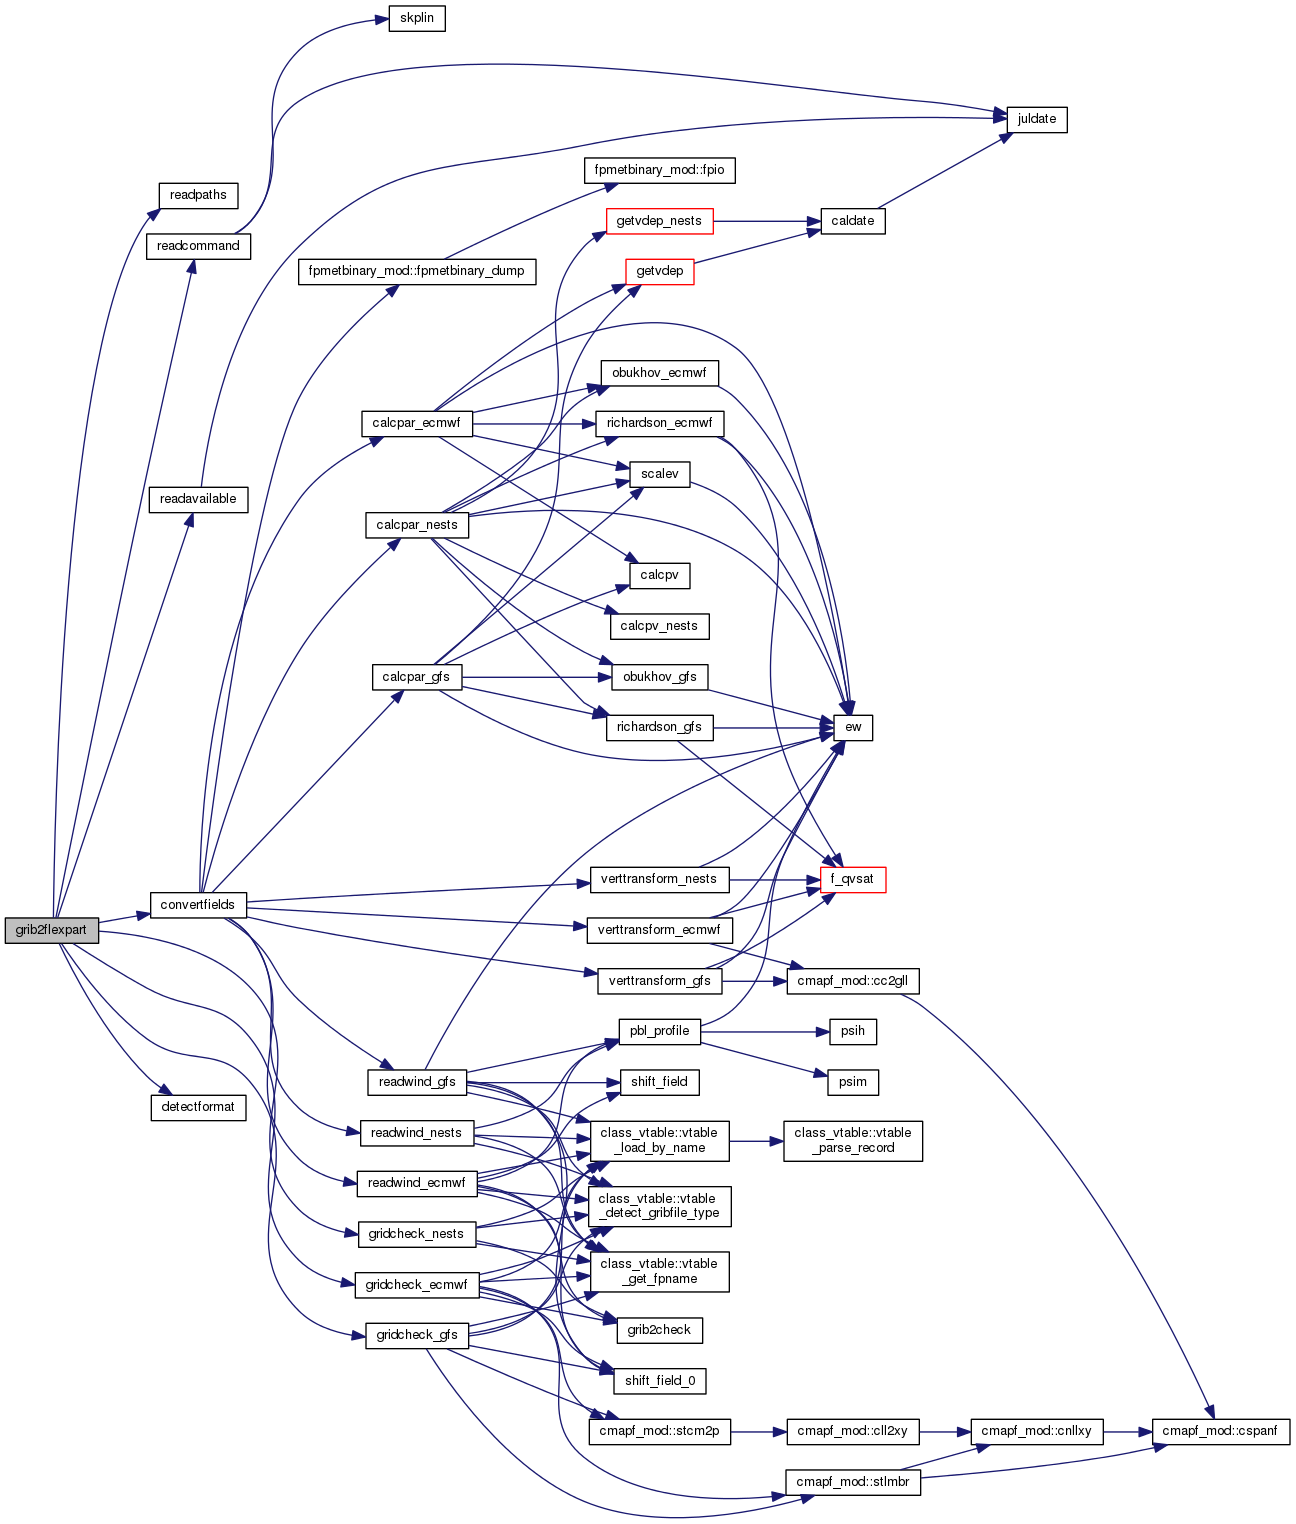 skplin
juldate
fpmetbinary_mod::fpio
readpaths
getvdep_nests
caldate
readcommand
fpmetbinary_mod::fpmetbinary_dump
getvdep
obukhov_ecmwf
calcpar_ecmwf
richardson_ecmwf
scalev
readavailable
calcpar_nests
calcpv
calcpv_nests
calcpar_gfs
obukhov_gfs
richardson_gfs
ew
verttransform_nests
f_qvsat
convertfields
grib2flexpart
verttransform_ecmwf
verttransform_gfs
cmapf_mod::cc2gll
pbl_profile
psih
readwind_gfs
shift_field
psim
detectformat
readwind_nests
class_vtable::vtable
_load_by_name
class_vtable::vtable
_parse_record
readwind_ecmwf
class_vtable::vtable
_detect_gribfile_type
gridcheck_nests
class_vtable::vtable
_get_fpname
gridcheck_ecmwf
grib2check
gridcheck_gfs
shift_field_0
cmapf_mod::stcm2p
cmapf_mod::cll2xy
cmapf_mod::cnllxy
cmapf_mod::cspanf
cmapf_mod::stlmbr